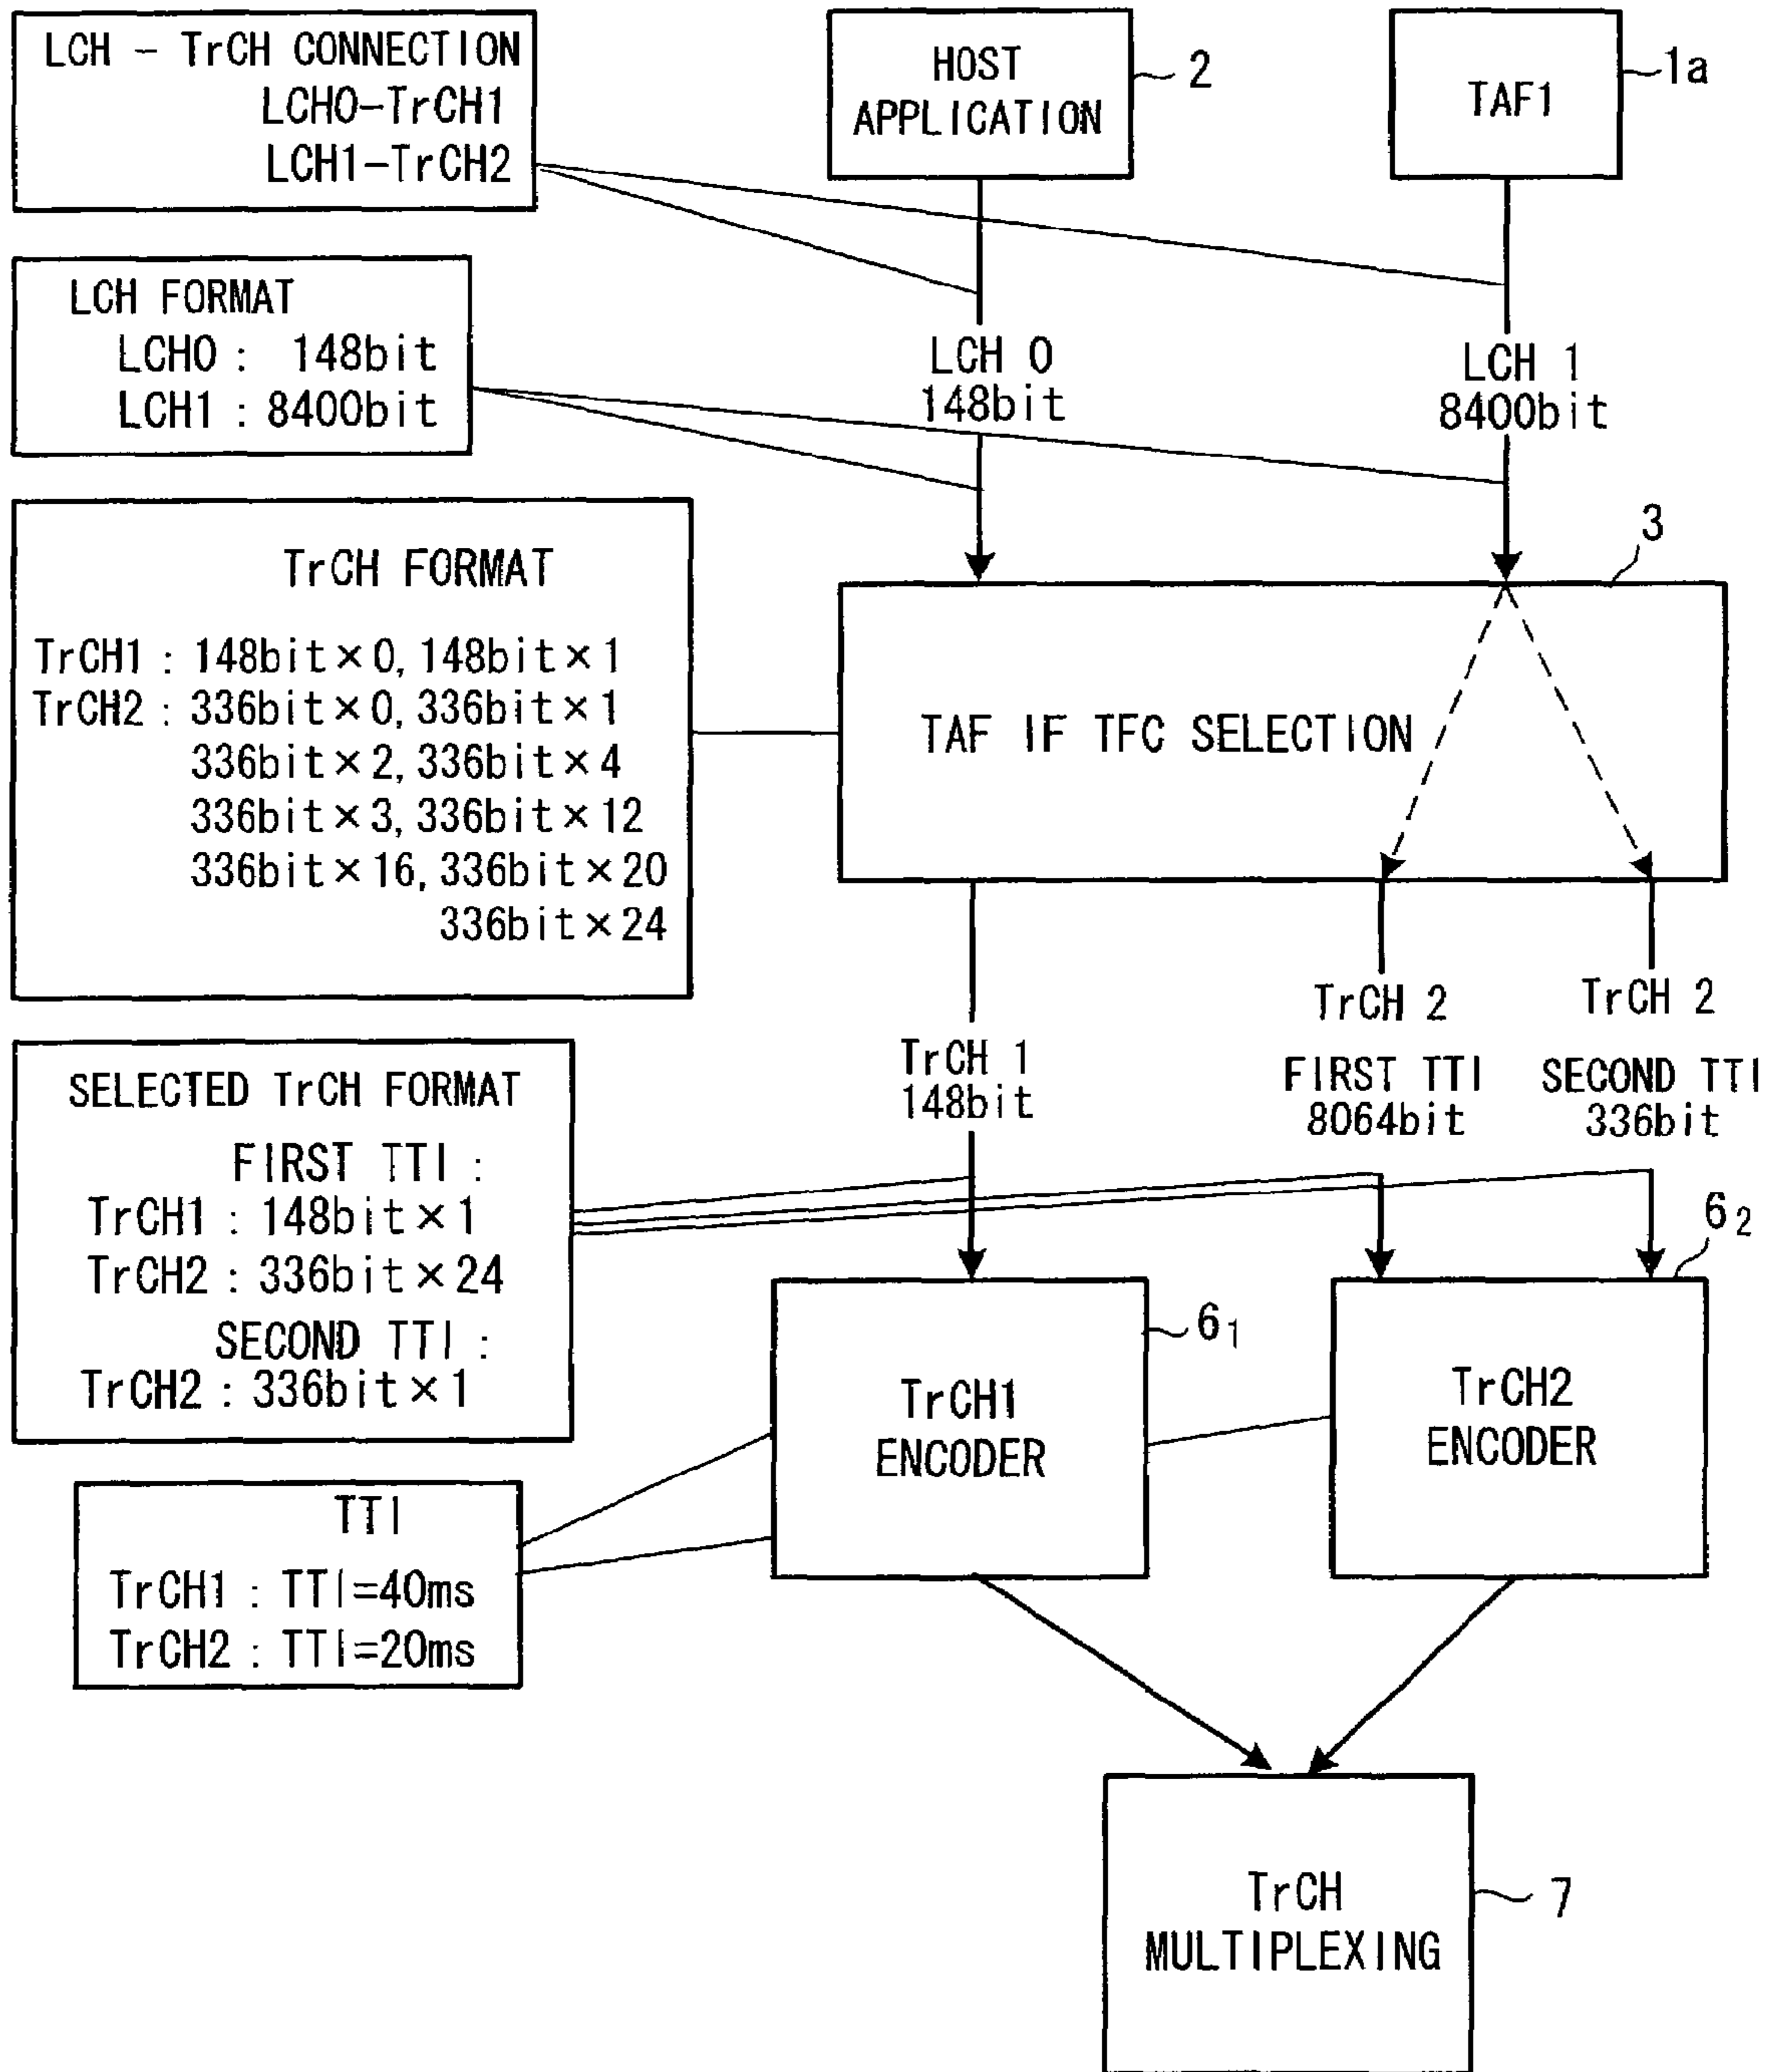 LCH - TrCH CONNECTION
LCH0-TrCH1
LCH1-TrCH2
HOST
APPLICATION
2
TAF1
1a
LCH FORMAT
LCH0 : 148bit
LCH1 : 8400bit
LCH 0
148bit
LCH 1
8400bit
TrCH FORMAT
TrCH1 : 148bit×0, 148bit×1
TrCH2 : 336bit×0, 336bit×1
336bit×2, 336bit×4
336bit×3, 336bit×12
336bit×16, 336bit×20
336bit×24
3
TAF IF TFC SELECTION
TrCH 1
148bit
TrCH 2
FIRST TTI
8064bit
TrCH 2
SECOND TTI
336bit
SELECTED TrCH FORMAT
FIRST TTI :
TrCH1 : 148bit×1
TrCH2 : 336bit×24
SECOND TTI :
TrCH2 : 336bit×1
TrCH1
ENCODER
6₁
TrCH2
ENCODER
6₂
TTI
TrCH1 : TTI=40ms
TrCH2 : TTI=20ms
TrCH
MULTIPLEXING
7